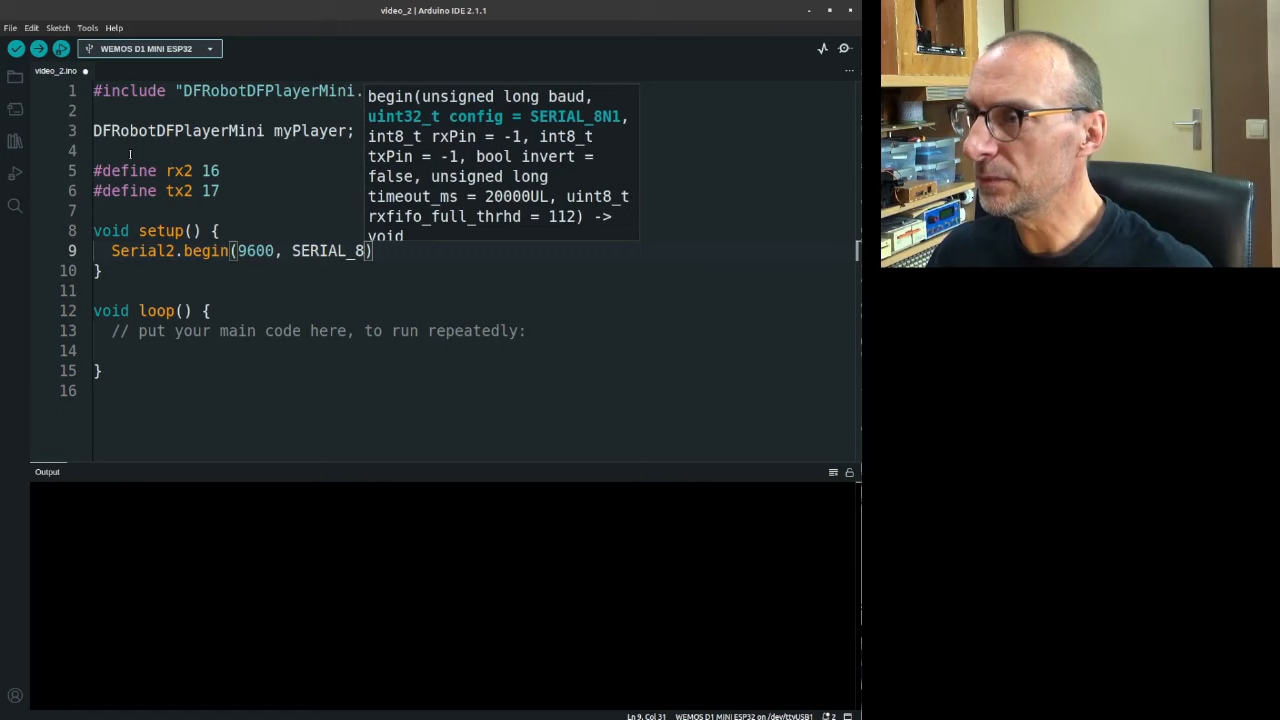 video_2 | Arduino IDE 2.1.1
File Edit Sketch Tools Help
WEMOS D1 MINI ESP32
video_2.ino
1 #include "DFRobotDFPlayerMini.
2
3 DFRobotDFPlayerMini myPlayer;
4
5 #define rx2 16
6 #define tx2 17
7
8 void setup() {
9 Serial2.begin(9600, SERIAL_8)
10 }
11
12 void loop() {
13 // put your main code here, to run repeatedly:
14
15 }
16
begin(unsigned long baud,
uint32_t config = SERIAL_8N1,
int8_t rxPin = -1, int8_t
txPin = -1, bool invert =
false, unsigned long
timeout_ms = 20000UL, uint8_t
rxfifo_full_thrhd = 112) ->
void
Output
Ln 9, Col 31 WEMOS D1 MINI ESP32 on /dev/ttyUSB1 2